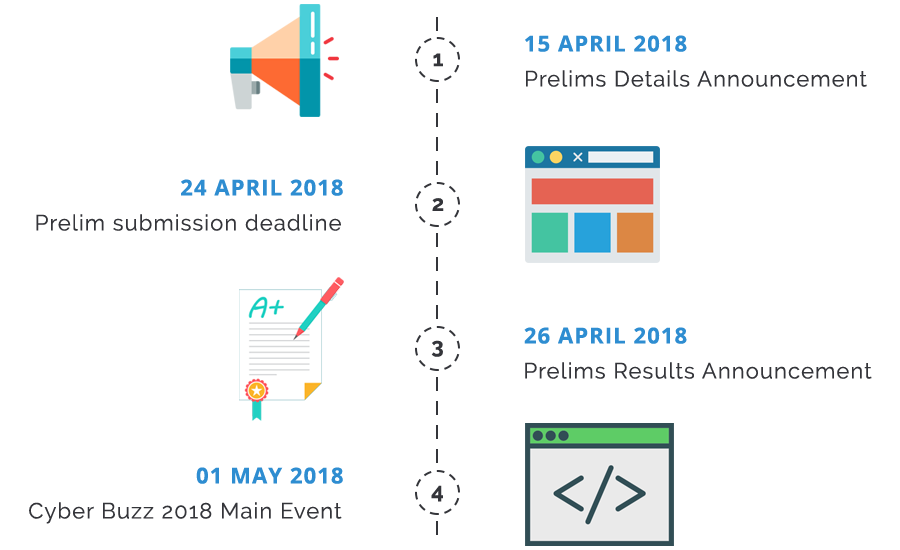 1
15 APRIL 2018
Prelims Details Announcement
24 APRIL 2018
Prelim submission deadline
2
A+
3
26 APRIL 2018
Prelims Results Announcement
01 MAY 2018
Cyber Buzz 2018 Main Event
4
</>